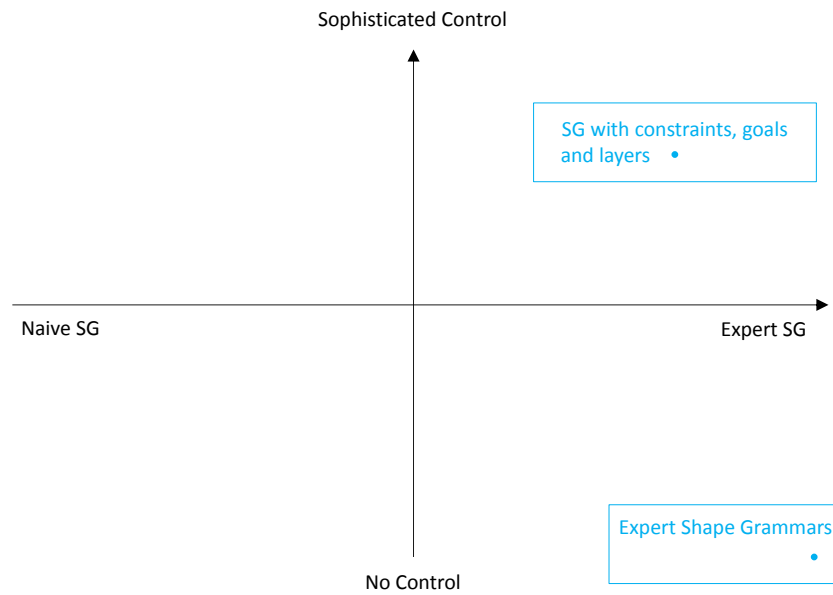 Sophisticated Control
SG with constraints, goals
and layers
Naive SG
Expert SG
Expert Shape Grammars
No Control